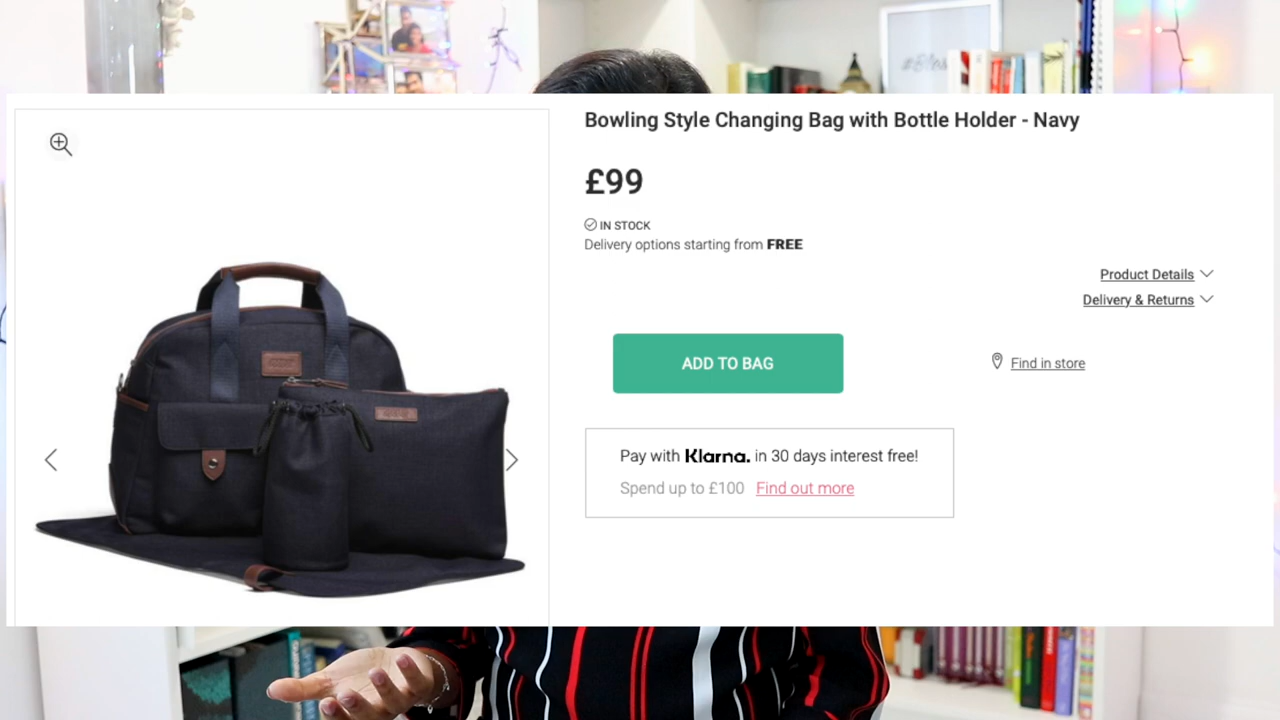 Bowling Style Changing Bag with Bottle Holder - Navy
£99
IN STOCK
Delivery options starting from FREE
Product Details
Delivery & Returns
ADD TO BAG
Find in store
Pay with Klarna. in 30 days interest free!
Spend up to £100 Find out more